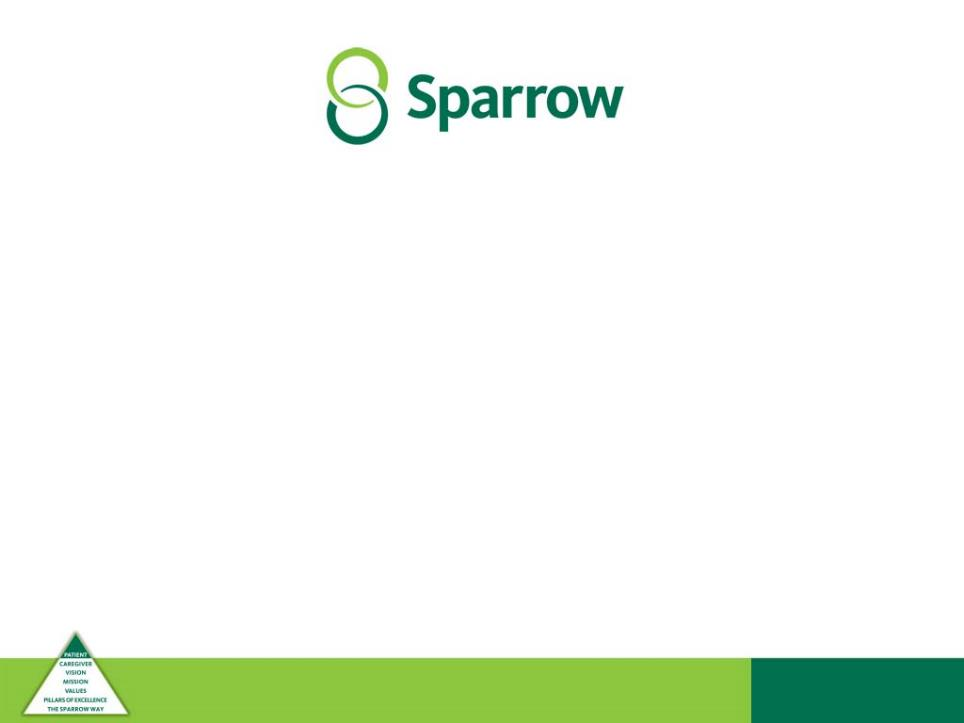 Sparrow
PATIENT
CAREGIVER
VISION
MISSION
VALUES
PILLARS OF EXCELLENCE
THE SPARROW WAY